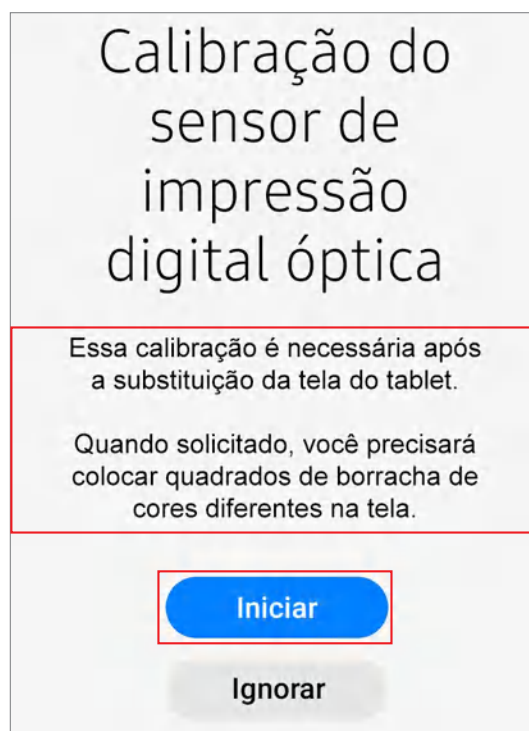 Calibração do
sensor de
impressão
digital óptica
Essa calibração é necessária após
a substituição da tela do tablet.
Quando solicitado, você precisará
colocar quadrados de borracha de
cores diferentes na tela.
Iniciar
Ignorar